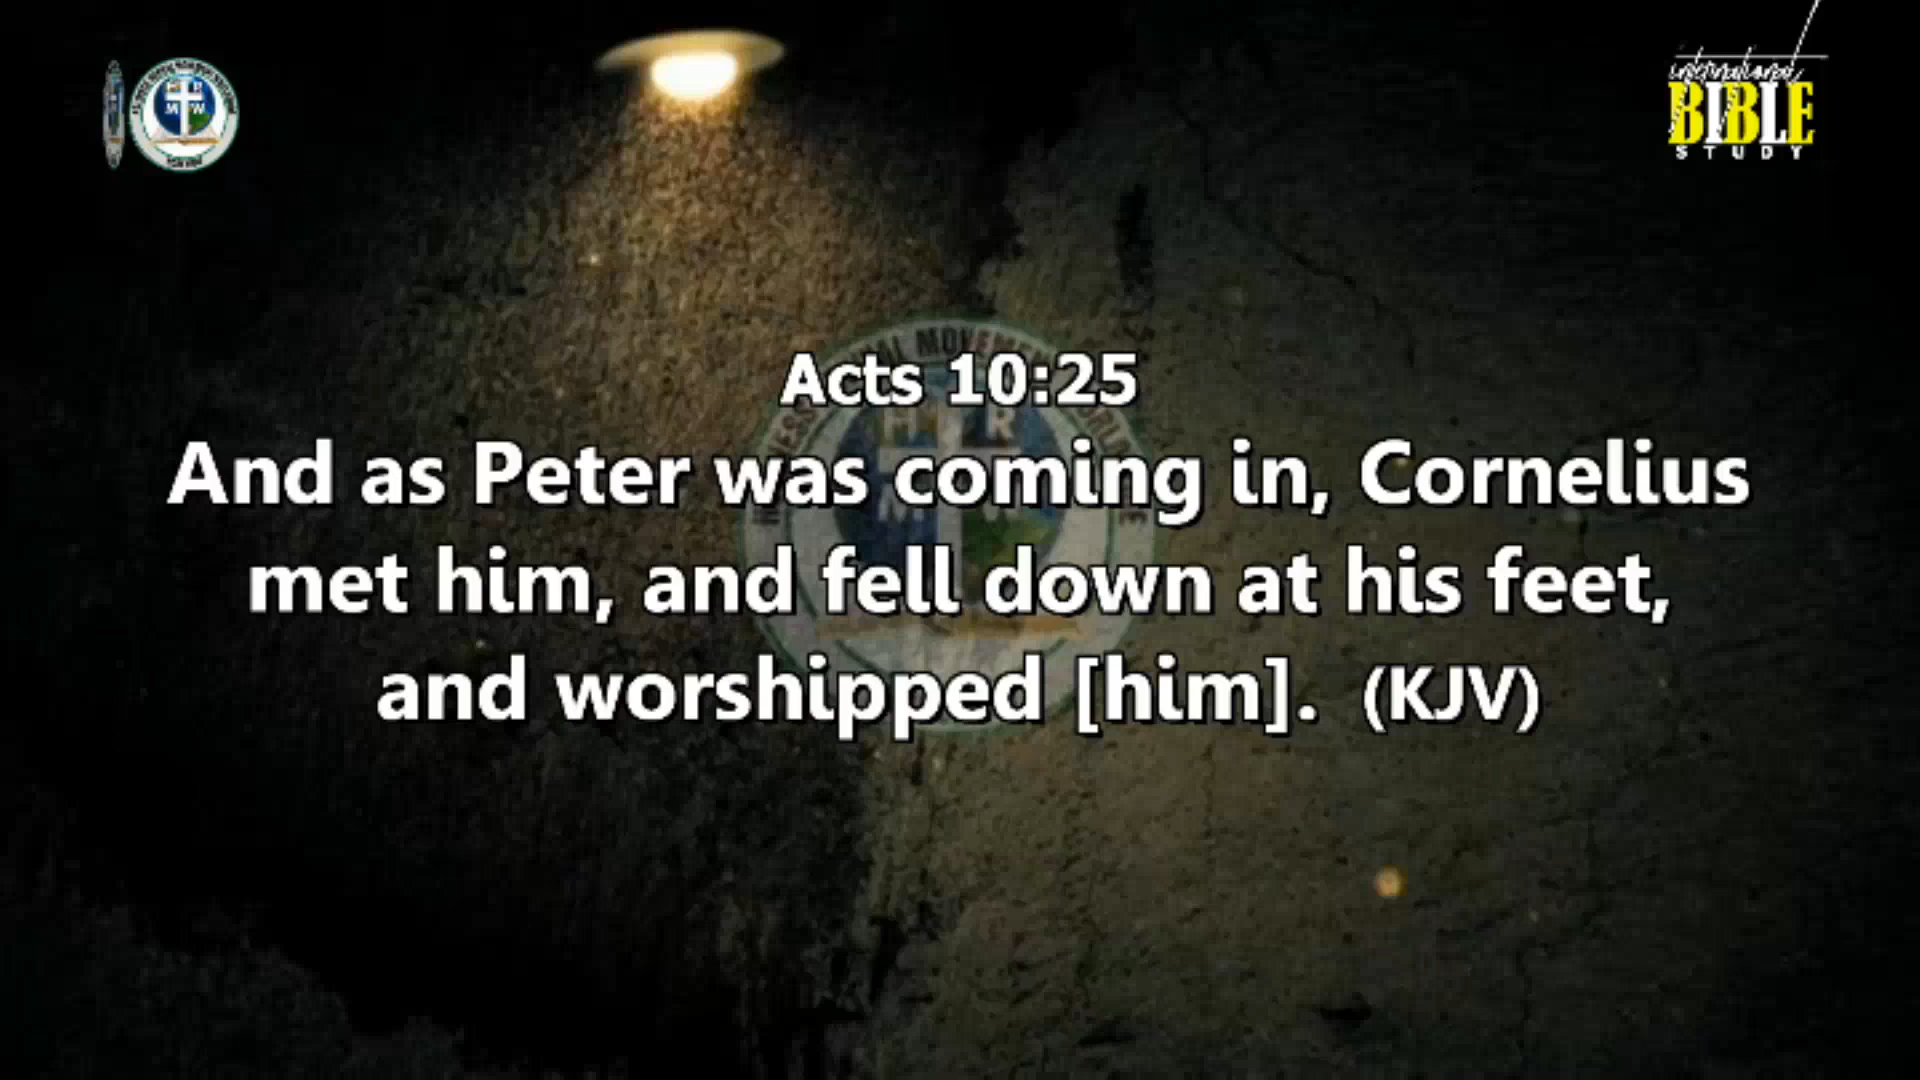 international
BIBLE
STUDY
Acts 10:25
And as Peter was coming in, Cornelius
met him, and fell down at his feet,
and worshipped [him]. (KJV)